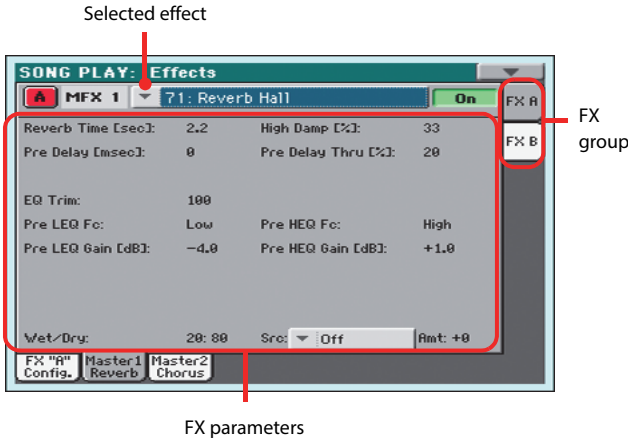 Selected effect
SONG PLAY: Effects
A MFX 1 71: Reverb Hall On
FX A
FX B
FX group
Reverb Time [sec]: 2.2 High Damp [%]: 33
Pre Delay [msec]: 0 Pre Delay Thru [%]: 20
EQ Trim: 100
Pre LEQ Fc: Low Pre HEQ Fc: High
Pre LEQ Gain [dB]: -4.0 Pre HEQ Gain [dB]: +1.0
Wet/Dry: 20:80 Src: Off Amt: +0
FX "A" Master1 Master2
Config. Reverb Chorus
FX parameters